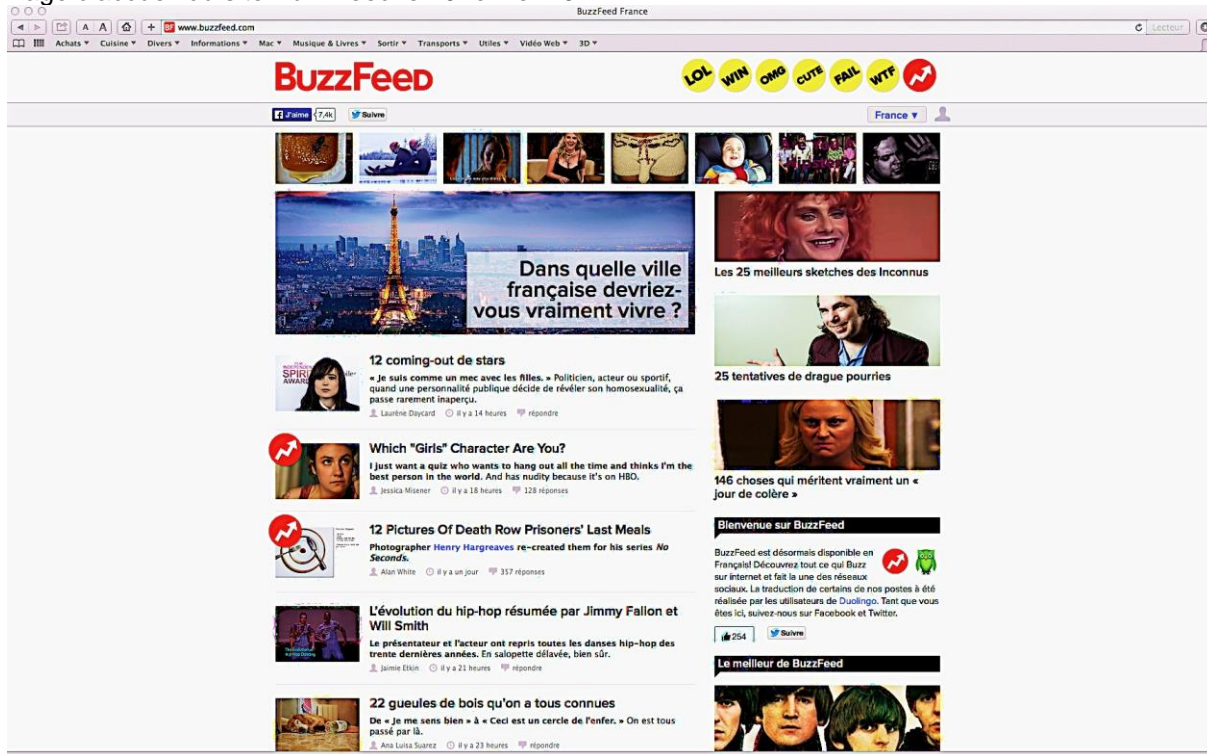 BuzzFeed France
A A + BF www.buzzfeed.com Lecteur
Achats Cuisine Divers Informations Mac Musique & Livres Sortir Transports Utiles Vidéo Web 3D
BuzzFeeD
LOL WIN OMG CUTE FAIL WTF
J'aime 7,4k Suivre France
Dans quelle ville
française devriez-
vous vraiment vivre ?
Les 25 meilleurs sketches des Inconnus
25 tentatives de drague pourries
146 choses qui méritent vraiment un «
jour de colère »
SPIRIT
AWARD
12 coming-out de stars
« Je suis comme un mec avec les filles. » Politicien, acteur ou sportif,
quand une personnalité publique décide de révéler son homosexualité, ça
passe rarement inaperçu.
Laurène Daycard il y a 14 heures répondre
Which "Girls" Character Are You?
I just want a quiz who wants to hang out all the time and thinks I'm the
best person in the world. And has nudity because it's on HBO.
Jessica Misener il y a 18 heures 128 réponses
12 Pictures Of Death Row Prisoners' Last Meals
Photographer Henry Hargreaves re-created them for his series No
Seconds.
Alan White il y a un jour 357 réponses
L'évolution du hip-hop résumée par Jimmy Fallon et
Will Smith
Le présentateur et l'acteur ont repris toutes les danses hip-hop des
trente dernières années. En salopette délavée, bien sûr.
Jaimie Etkin il y a 21 heures répondre
22 gueules de bois qu'on a tous connues
De « Je me sens bien » à « Ceci est un cercle de l'enfer. » On est tous
passé par là.
Ana Luisa Suarez il y a 23 heures répondre
Bienvenue sur BuzzFeed
BuzzFeed est désormais disponible en
Français! Découvrez tout ce qui Buzz
sur internet et fait la une des réseaux
sociaux. La traduction de certains de nos postes à été
réalisée par les utilisateurs de Duolingo. Tant que vous
êtes ici, suivez-nous sur Facebook et Twitter.
254 Suivre
Le meilleur de BuzzFeed